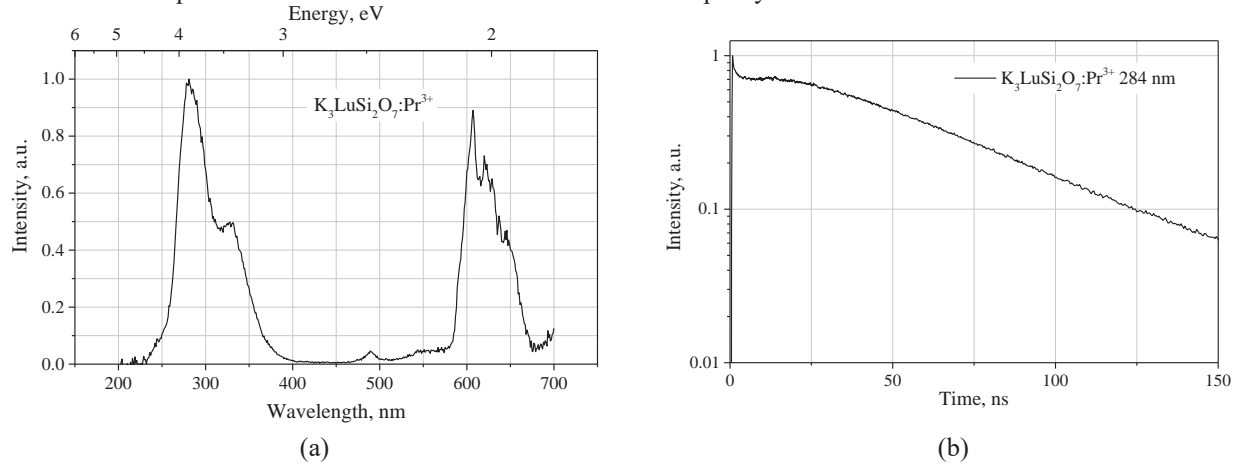 Energy, eV
6 5 4 3 2
1.0
0.8
0.6
0.4
0.2
0.0
Intensity, a.u.
K₃LuSi₂O₇:Pr³⁺
200 300 400 500 600 700
Wavelength, nm
(a)
1
0.1
0.01
Intensity, a.u.
K₃LuSi₂O₇:Pr³⁺ 284 nm
0 50 100 150
Time, ns
(b)